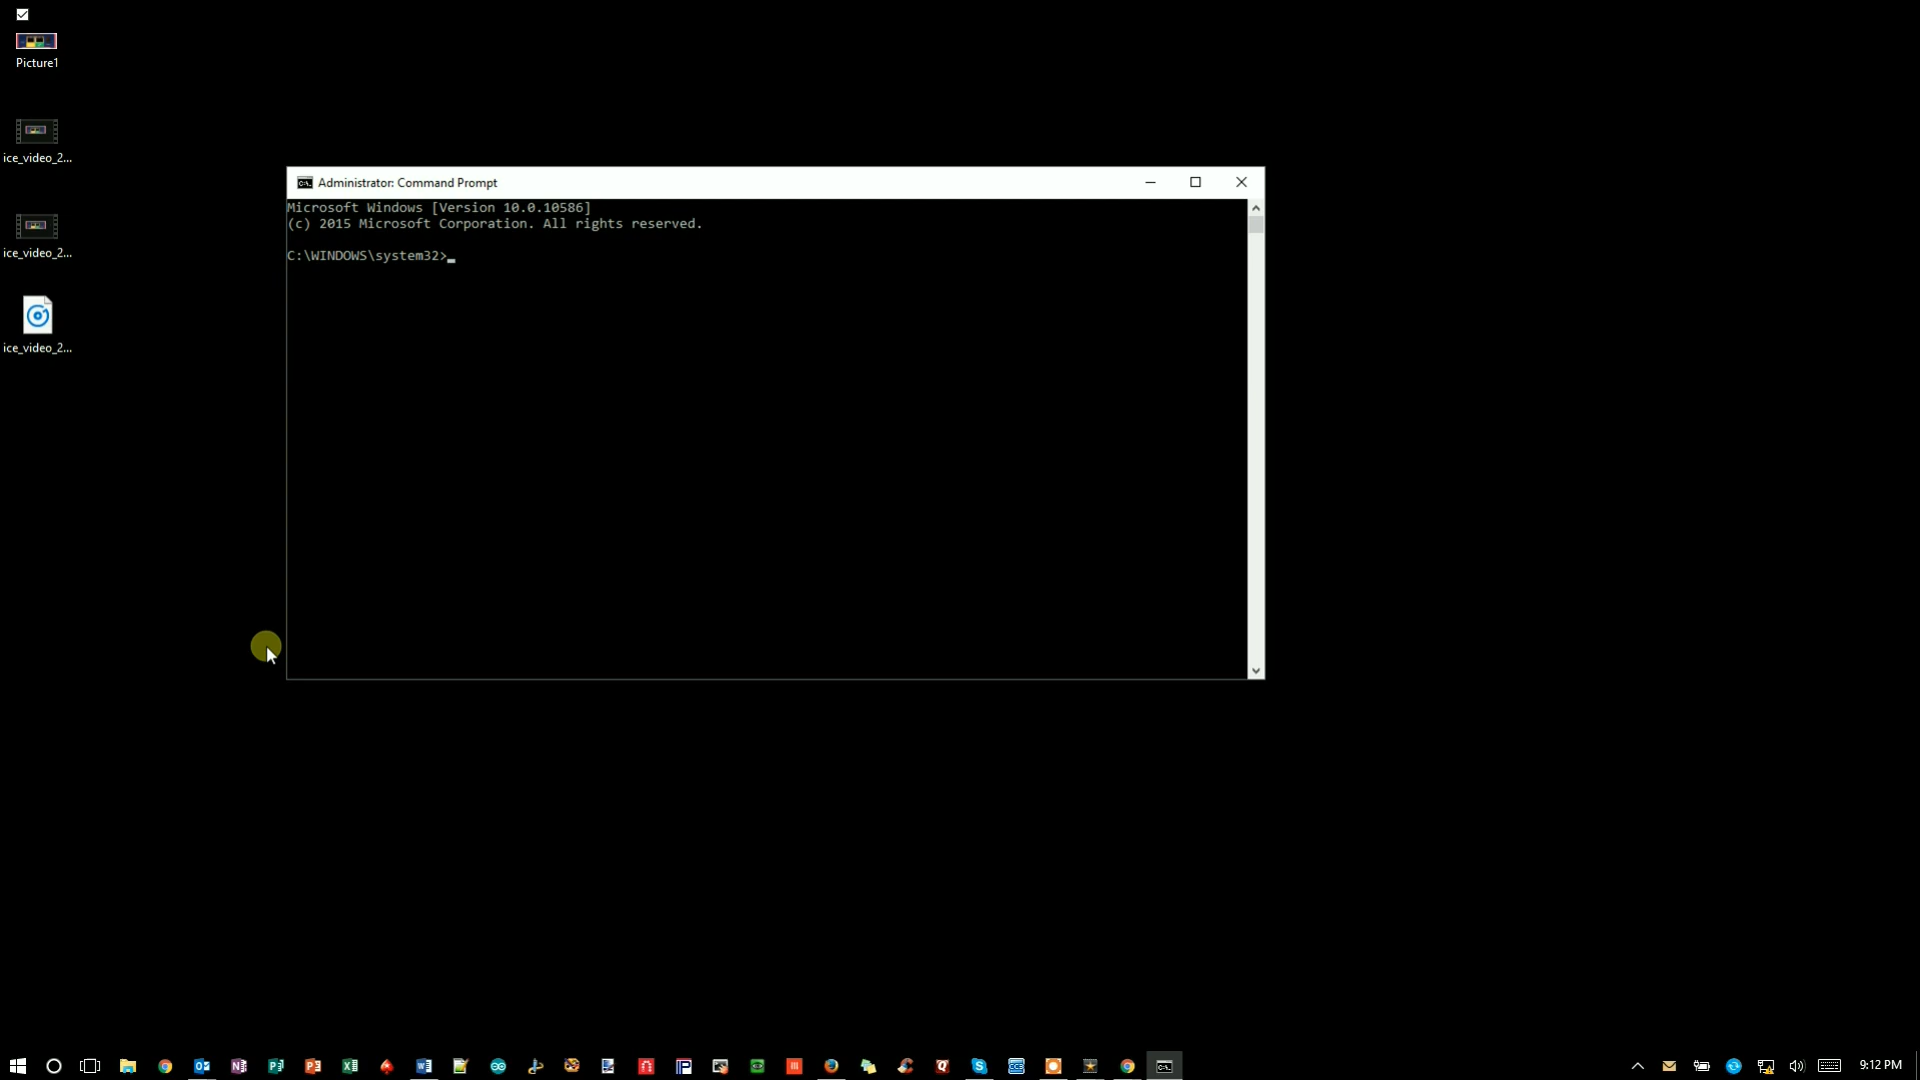 Picture1
ice_video_2...
ice_video_2...
ice_video_2...
Administrator: Command Prompt
Microsoft Windows [Version 10.0.10586]
(c) 2015 Microsoft Corporation. All rights reserved.
C:\WINDOWS\system32>
9:12 PM